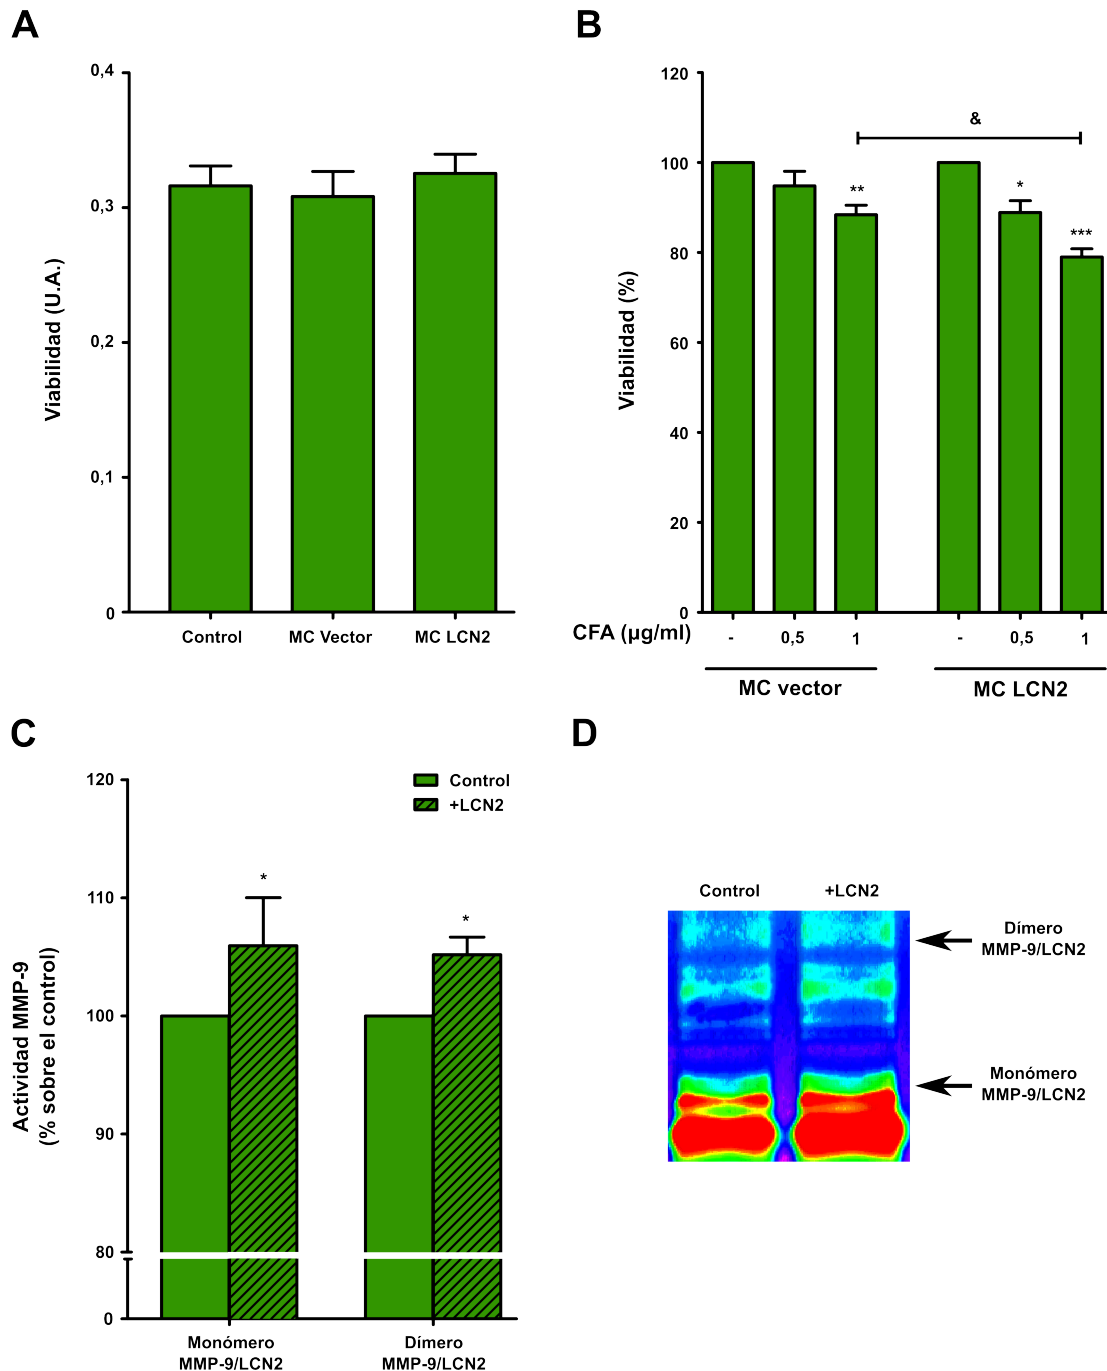 A
0,4
0,3
0,2
0,1
0
Viabilidad (U.A.)
Control MC Vector MC LCN2
B
120
100
80
60
40
20
0
Viabilidad (%)
&
**
*
***
CFA (µg/ml) - 0,5 1 - 0,5 1
MC vector MC LCN2
C
120
110
100
90
80
0
Actividad MMP-9
(% sobre el control)
Control
+LCN2
*
*
Monómero
MMP-9/LCN2
Dímero
MMP-9/LCN2
D
Control +LCN2
Dímero
MMP-9/LCN2
Monómero
MMP-9/LCN2